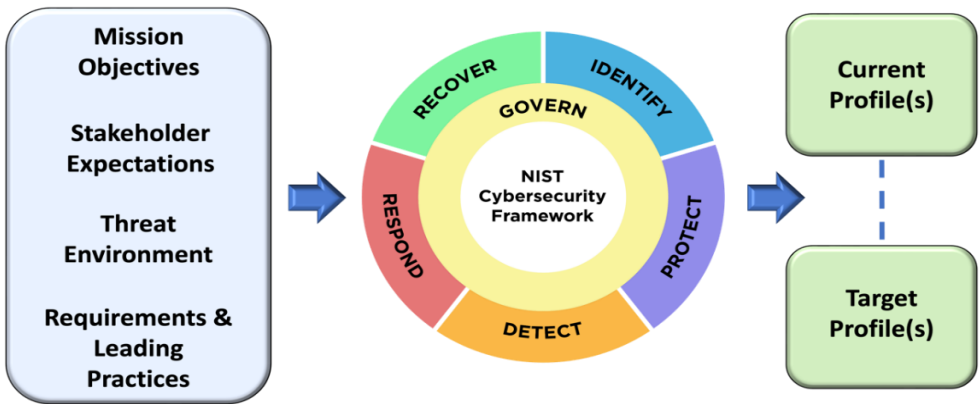 Mission
Objectives
Stakeholder
Expectations
Threat
Environment
Requirements &
Leading
Practices
RECOVER
IDENTIFY
GOVERN
NIST
Cybersecurity
Framework
RESPOND
PROTECT
DETECT
Current
Profile(s)
Target
Profile(s)